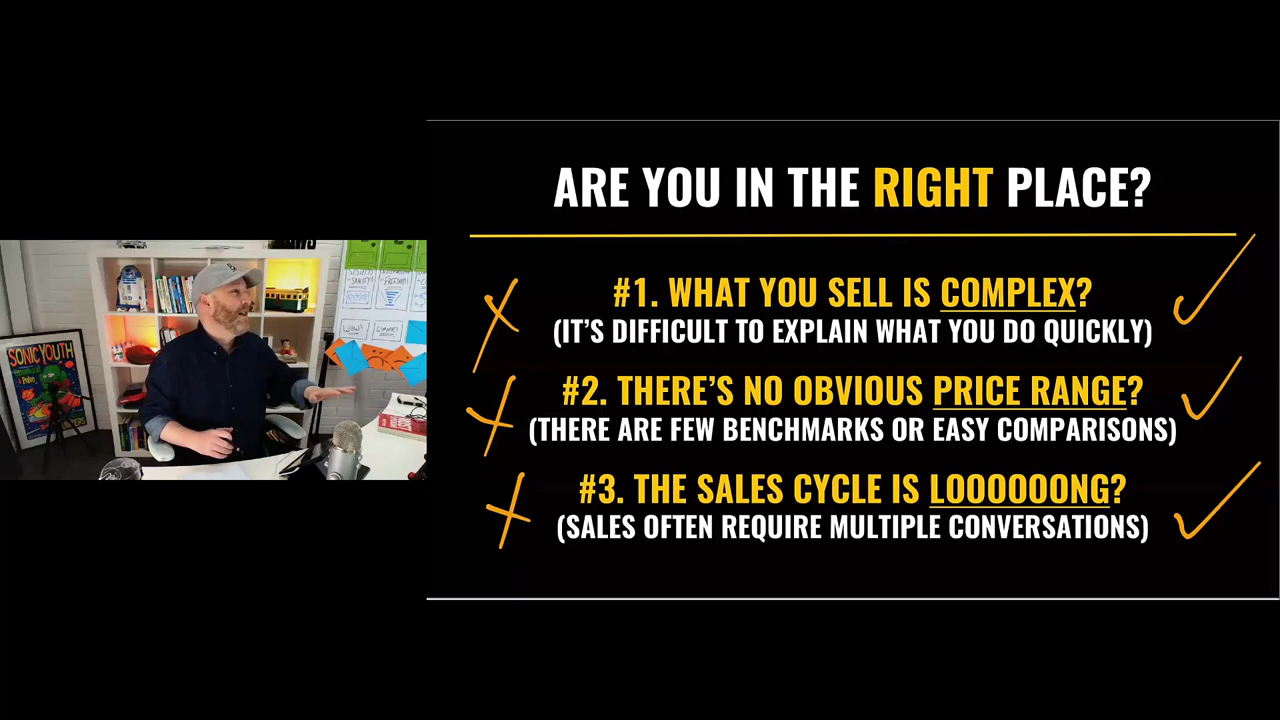 ARE YOU IN THE RIGHT PLACE?
#1. WHAT YOU SELL IS COMPLEX?
(IT'S DIFFICULT TO EXPLAIN WHAT YOU DO QUICKLY)
#2. THERE'S NO OBVIOUS PRICE RANGE?
(THERE ARE FEW BENCHMARKS OR EASY COMPARISONS)
#3. THE SALES CYCLE IS LOOOOOONG?
(SALES OFTEN REQUIRE MULTIPLE CONVERSATIONS)
SONIC YOUTH